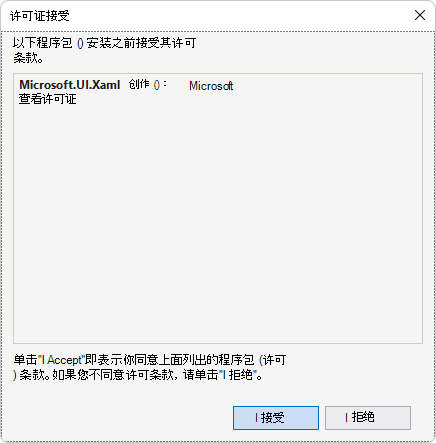 许可证接受
以下程序包 () 安装之前接受其许可
条款。
Microsoft.UI.Xaml 创作 (): Microsoft
查看许可证
单击"I Accept"即表示你同意上面列出的程序包 (许可
) 条款。如果您不同意许可条款, 请单击"I 拒绝"。
I 接受
I 拒绝